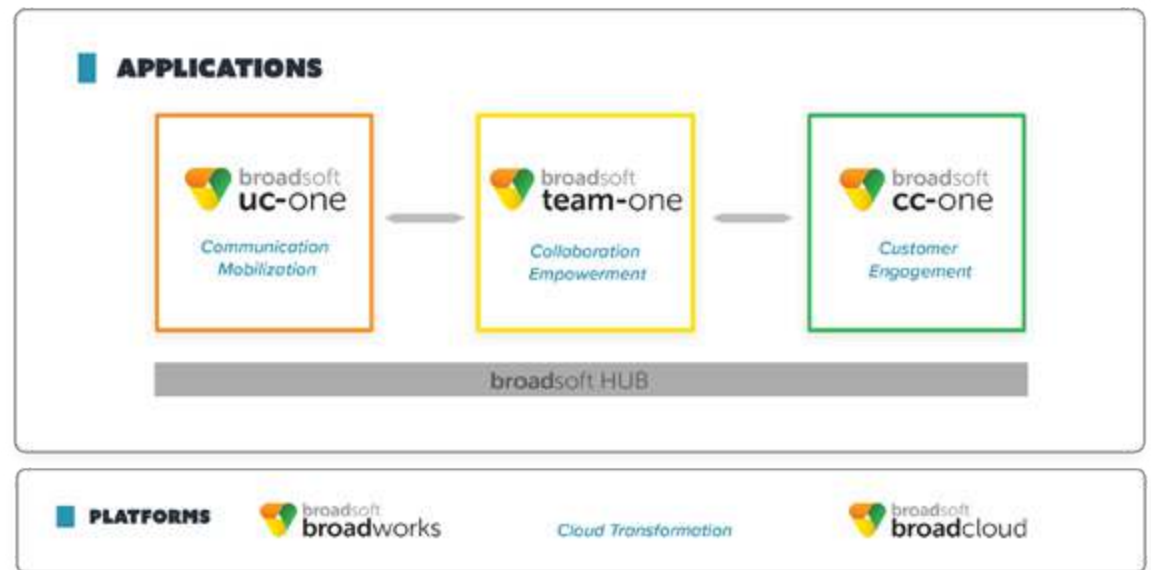 APPLICATIONS
broadsoft
uc-one
Communication
Mobilization
broadsoft
team-one
Collaboration
Empowerment
broadsoft
cc-one
Customer
Engagement
broadsoft HUB
PLATFORMS
broadsoft
broadworks
Cloud Transformation
broadsoft
broadcloud